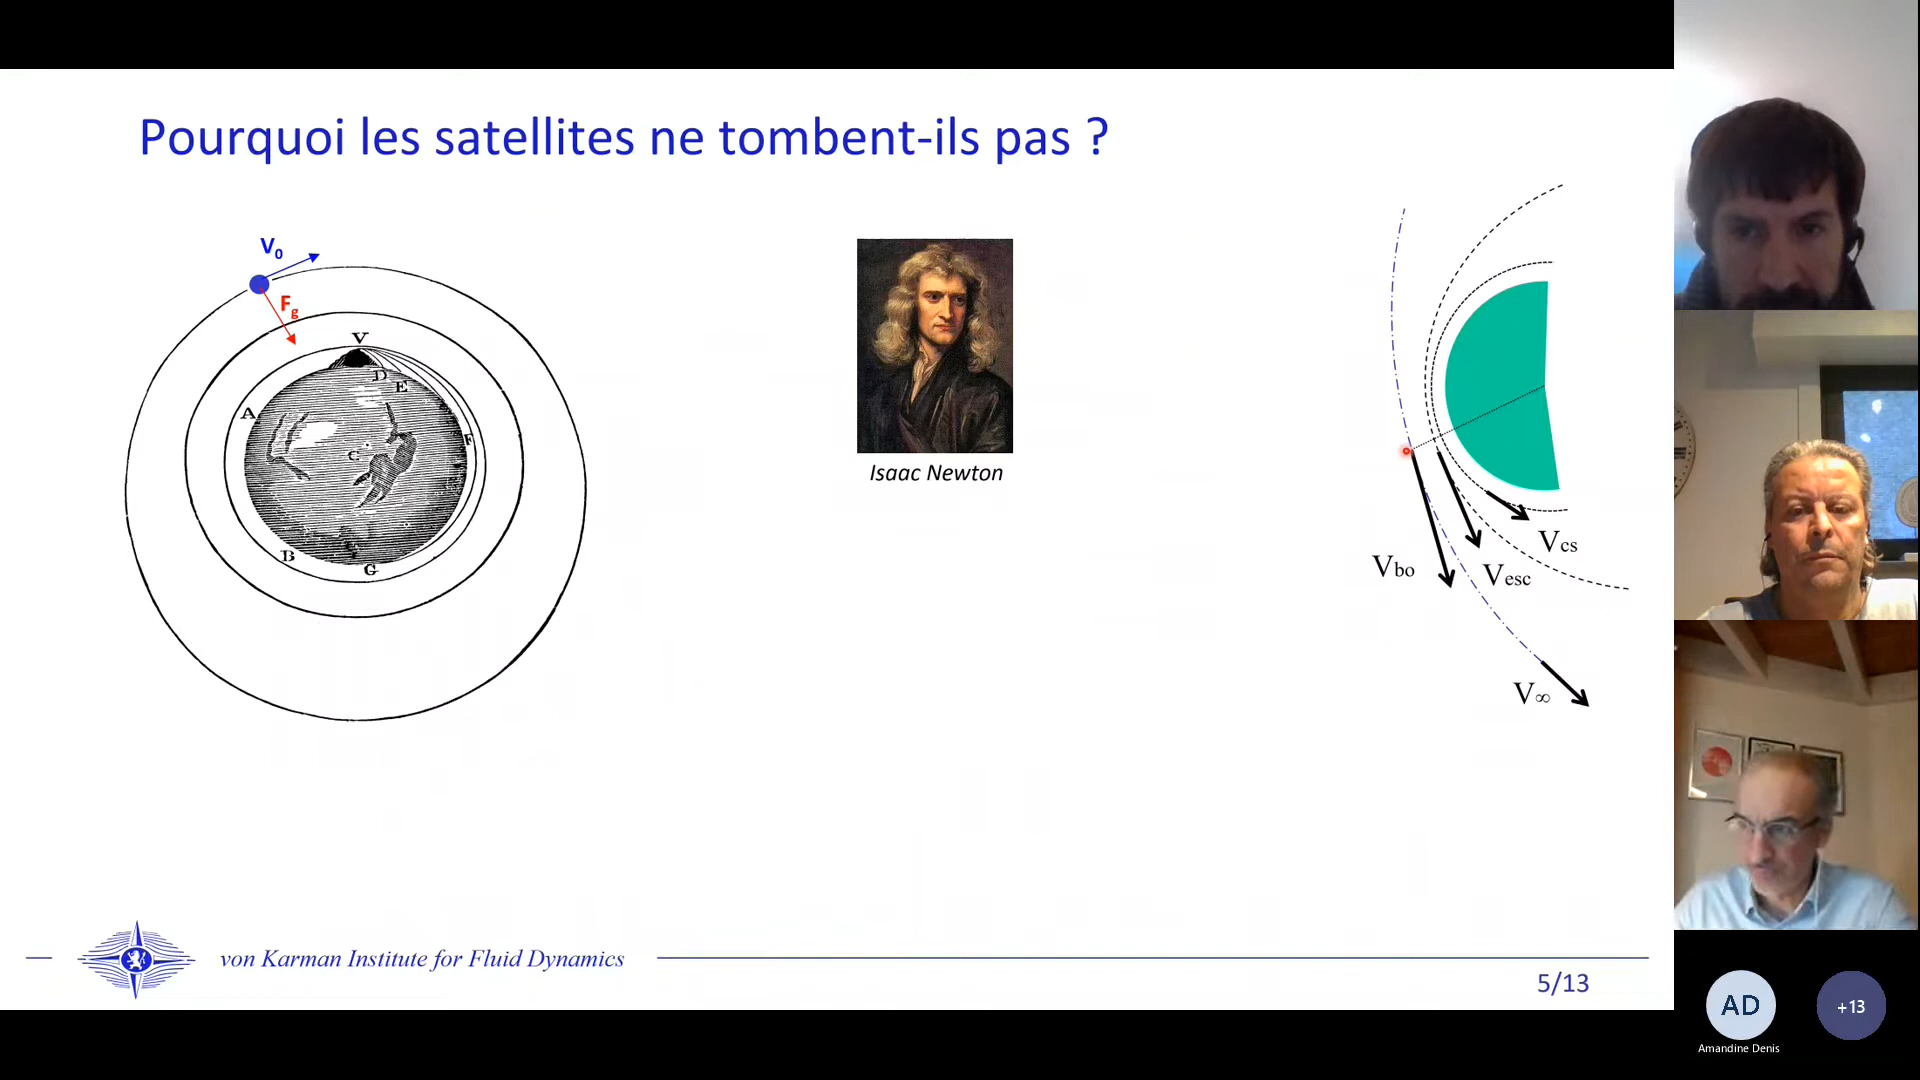 Pourquoi les satellites ne tombent-ils pas ?
V0
Fg
V
D
E
A
F
C
B
G
Isaac Newton
Vcs
Vbo
Vesc
V∞
von Karman Institute for Fluid Dynamics
5/13
AD
+13
Amandine Denis